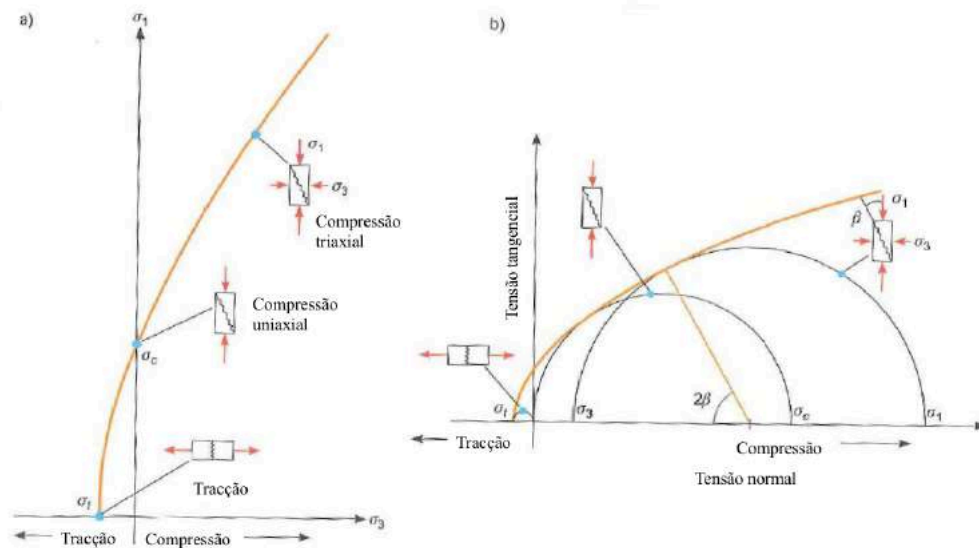 a)
σ1
σ1
σ3
Compressão
triaxial
Compressão
uniaxial
σc
σt
Tracção
σ3
Tracção
Compressão
b)
Tensão tangencial
β
σ1
σ3
2β
σt
σ3
σc
σ1
Tracção
Compressão
Tensão normal